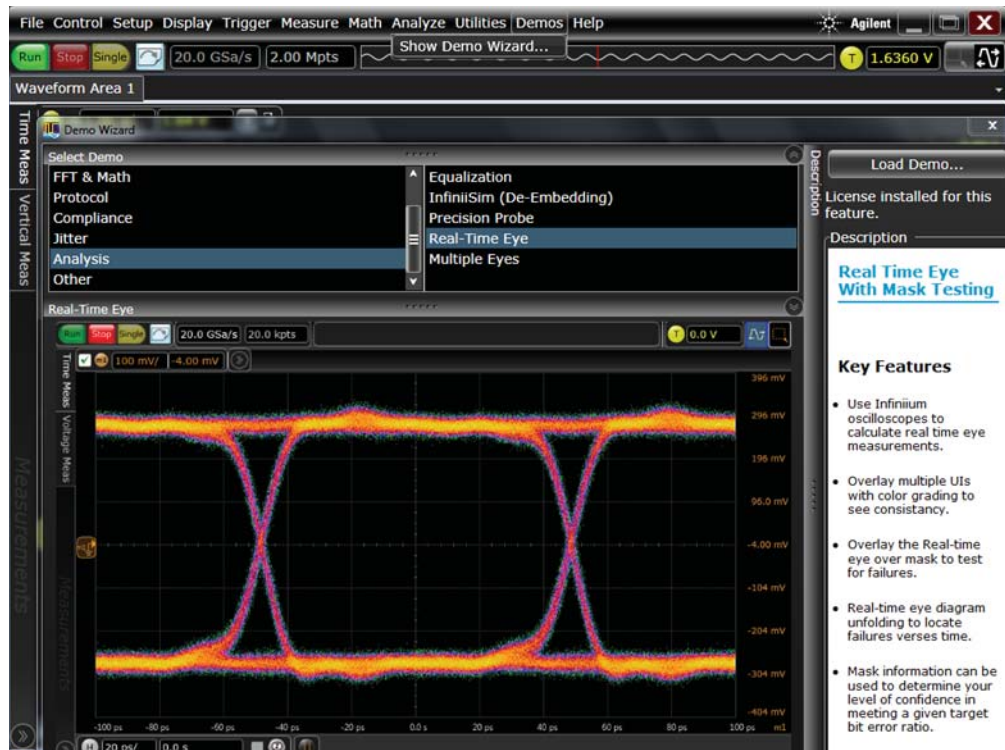 File Control Setup Display Trigger Measure Math Analyze Utilities Demos Help
Agilent
Run Stop Single 20.0 GSa/s 2.00 Mpts
Show Demo Wizard...
T 1.6360 V
Waveform Area 1
Time Meas
Vertical Meas
Measurements
Demo Wizard
Select Demo
FFT & Math
Protocol
Compliance
Jitter
Analysis
Other
Equalization
InfiniiSim (De-Embedding)
Precision Probe
Real-Time Eye
Multiple Eyes
Real-Time Eye
Run Stop Single 20.0 GSa/s 20.0 kpts
T 0.0 V
Time Meas
Voltage Meas
Measurements
m1 100 mV/ -4.00 mV
396 mV
296 mV
196 mV
96.0 mV
-4.00 mV
-104 mV
-204 mV
-304 mV
-404 mV
-100 ps -80 ps -60 ps -40 ps -20 ps 0.0 s 20 ps 40 ps 60 ps 80 ps 100 ps m1
H 20 ps/ 0.0 s
Description
Load Demo...
License installed for this
feature.
Description
Real Time Eye
With Mask Testing
Key Features
• Use Infiniium
oscilloscopes to
calculate real time eye
measurements.
• Overlay multiple UIs
with color grading to
see consistancy.
• Overlay the Real-time
eye over mask to test
for failures.
• Real-time eye diagram
unfolding to locate
failures verses time.
• Mask information can be
used to determine your
level of confidence in
meeting a given target
bit error ratio.